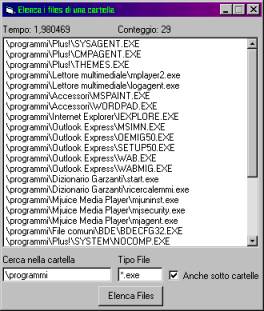 Elenca i files di una cartella
Tempo: 1,980469 Conteggio: 29
\programmi\Plus!\SYSAGENT.EXE
\programmi\Plus!\CMPAGENT.EXE
\programmi\Plus!\THEMES.EXE
\programmi\Lettore multimediale\mplayer2.exe
\programmi\Lettore multimediale\logagent.exe
\programmi\Accessori\MSPAINT.EXE
\programmi\Accessori\WORDPAD.EXE
\programmi\Internet Explorer\IEXPLORE.EXE
\programmi\Outlook Express\MSIMN.EXE
\programmi\Outlook Express\OEMIG50.EXE
\programmi\Outlook Express\SETUP50.EXE
\programmi\Outlook Express\WAB.EXE
\programmi\Outlook Express\WABMIG.EXE
\programmi\Dizionario Garzanti\start.exe
\programmi\Dizionario Garzanti\ricercalemmi.exe
\programmi\Mjuice Media Player\mjuninst.exe
\programmi\Mjuice Media Player\mjsecurity.exe
\programmi\Mjuice Media Player\mjagent.exe
\programmi\File comuni\BDE\BDECFG32.EXE
\programmi\Plus!\SYSTEM\NOCOMP.EXE
Cerca nella cartella Tipo File
\programmi *.exe Anche sotto cartelle
Elenca Files